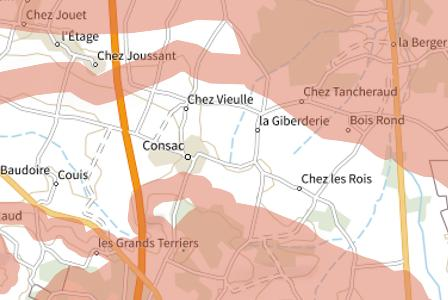 Chez Jouet
l'Étage
la Berger
Chez Joussant
Chez Tancheraud
Chez Vieulle
la Giberderie
Bois Rond
Consac
Baudoire
Couis
Chez les Rois
aud
les Grands Terriers